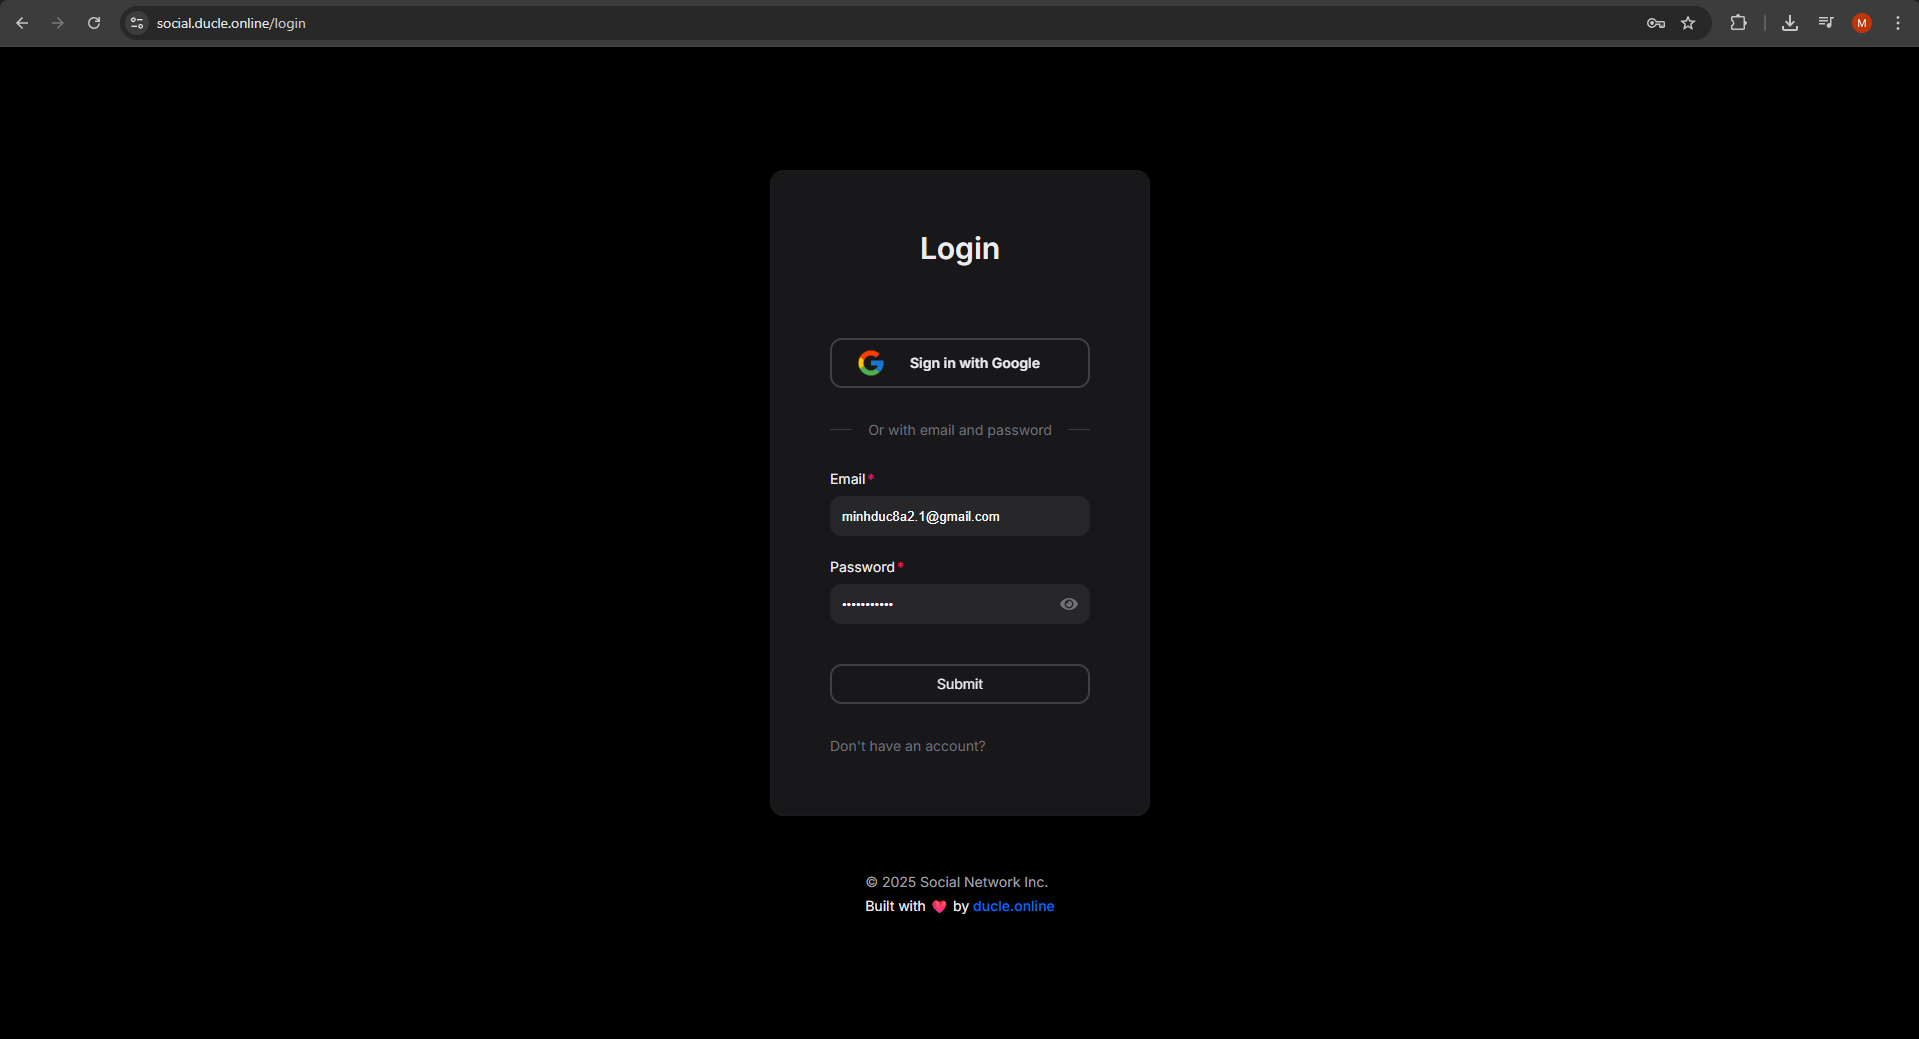 social.ducle.online/login
M
Login
Sign in with Google
Or with email and password
Email*
minhduc8a2.1@gmail.com
Password*
•••••••••••
Submit
Don't have an account?
© 2025 Social Network Inc.
Built with ❤️ by ducle.online